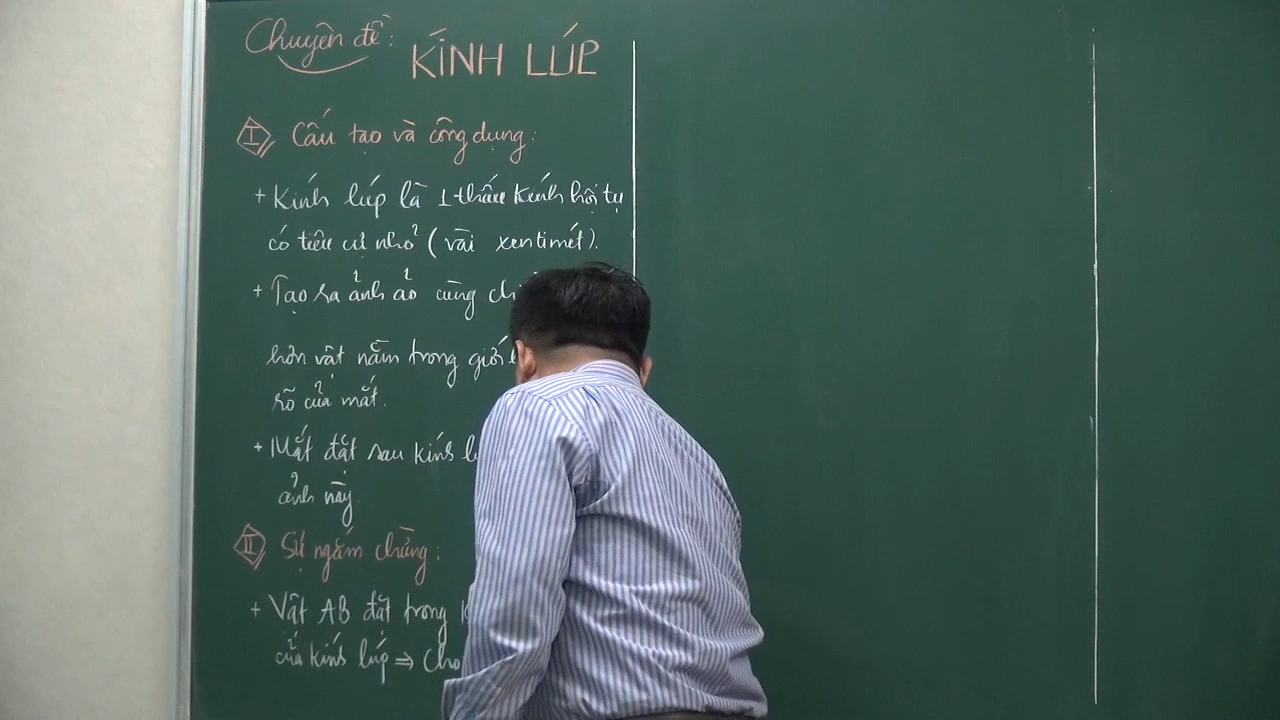 Chuyên đề: KÍNH LÚP
I Cấu tạo và công dụng:
+ Kính lúp là 1 thấu kính hội tụ
có tiêu cự nhỏ (vài xentimét).
+ Tạo ra ảnh ảo cùng
hơn vật nằm trong giới
rõ của mắt.
+ Mắt đặt sau kính
ảnh này.
II Sự ngắm chừng:
+ Vật AB đặt trong
của kính lúp ⇒ Cho